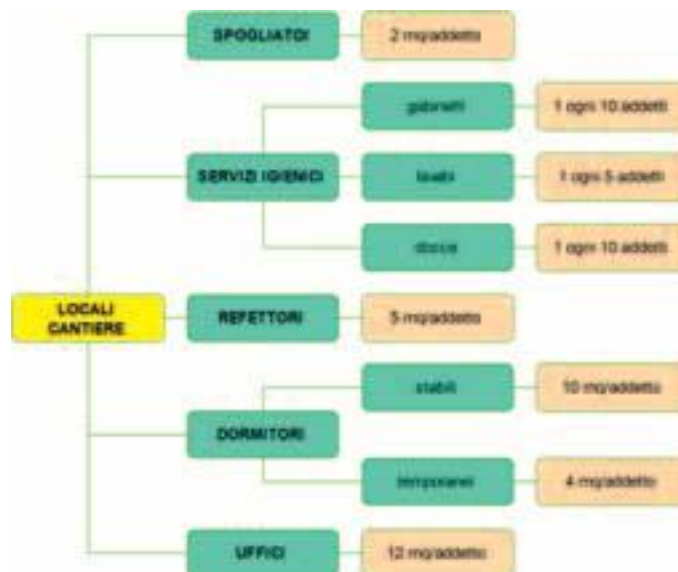 SPOGLIATOI
2 mq/addetto
gabinetti
1 ogni 10 addetti
SERVIZI IGIENICI
lavabi
1 ogni 5 addetti
docce
1 ogni 10 addetti
LOCALI
CANTIERE
REFETTORI
5 mq/addetto
stabili
10 mq/addetto
DORMITORI
temporanei
4 mq/addetto
UFFICI
12 mq/addetto